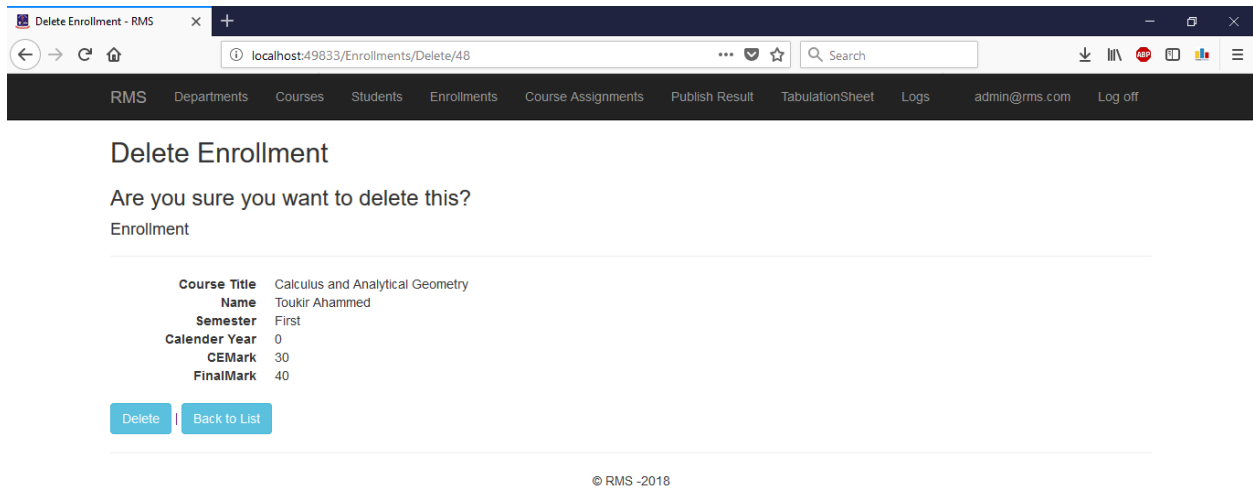 Delete Enrollment - RMS
localhost:49833/Enrollments/Delete/48
Search
ABP
RMS Departments Courses Students Enrollments Course Assignments Publish Result TabulationSheet Logs admin@rms.com Log off
Delete Enrollment
Are you sure you want to delete this?
Enrollment
Course Title Calculus and Analytical Geometry
Name Toukir Ahammed
Semester First
Calender Year 0
CEMark 30
FinalMark 40
Delete | Back to List
© RMS -2018